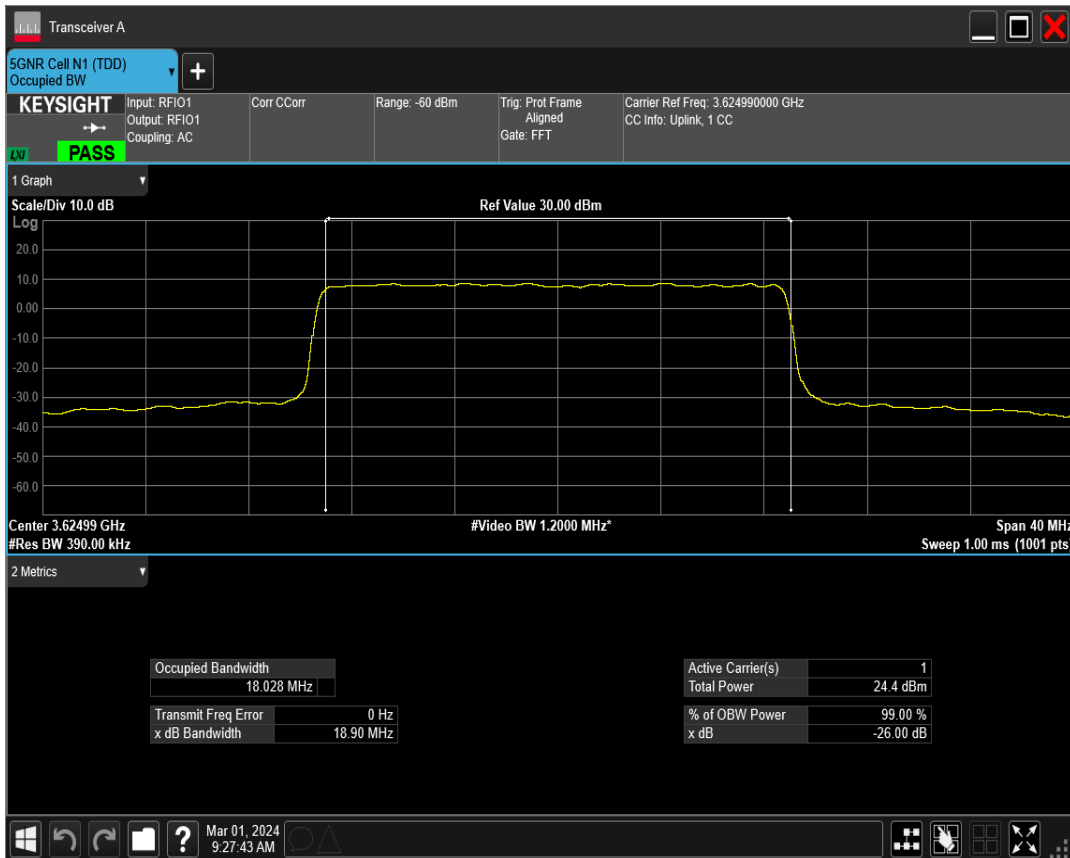 Transceiver A
5GNR Cell N1 (TDD)
Occupied BW
+
KEYSIGHT
LXI
PASS
Input: RFIO1
Output: RFIO1
Coupling: AC
Corr CCorr
Range: -60 dBm
Trig: Prot Frame
Aligned
Gate: FFT
Carrier Ref Freq: 3.624990000 GHz
CC Info: Uplink, 1 CC
1 Graph
Scale/Div 10.0 dB
Ref Value 30.00 dBm
Log
20.0
10.0
0.00
-10.0
-20.0
-30.0
-40.0
-50.0
-60.0
Center 3.62499 GHz
#Video BW 1.2000 MHz*
Span 40 MHz
#Res BW 390.00 kHz
Sweep 1.00 ms (1001 pts)
2 Metrics
Occupied Bandwidth
18.028 MHz
Active Carrier(s) 1
Total Power 24.4 dBm
Transmit Freq Error 0 Hz
x dB Bandwidth 18.90 MHz
% of OBW Power 99.00 %
x dB -26.00 dB
?
Mar 01, 2024
9:27:43 AM